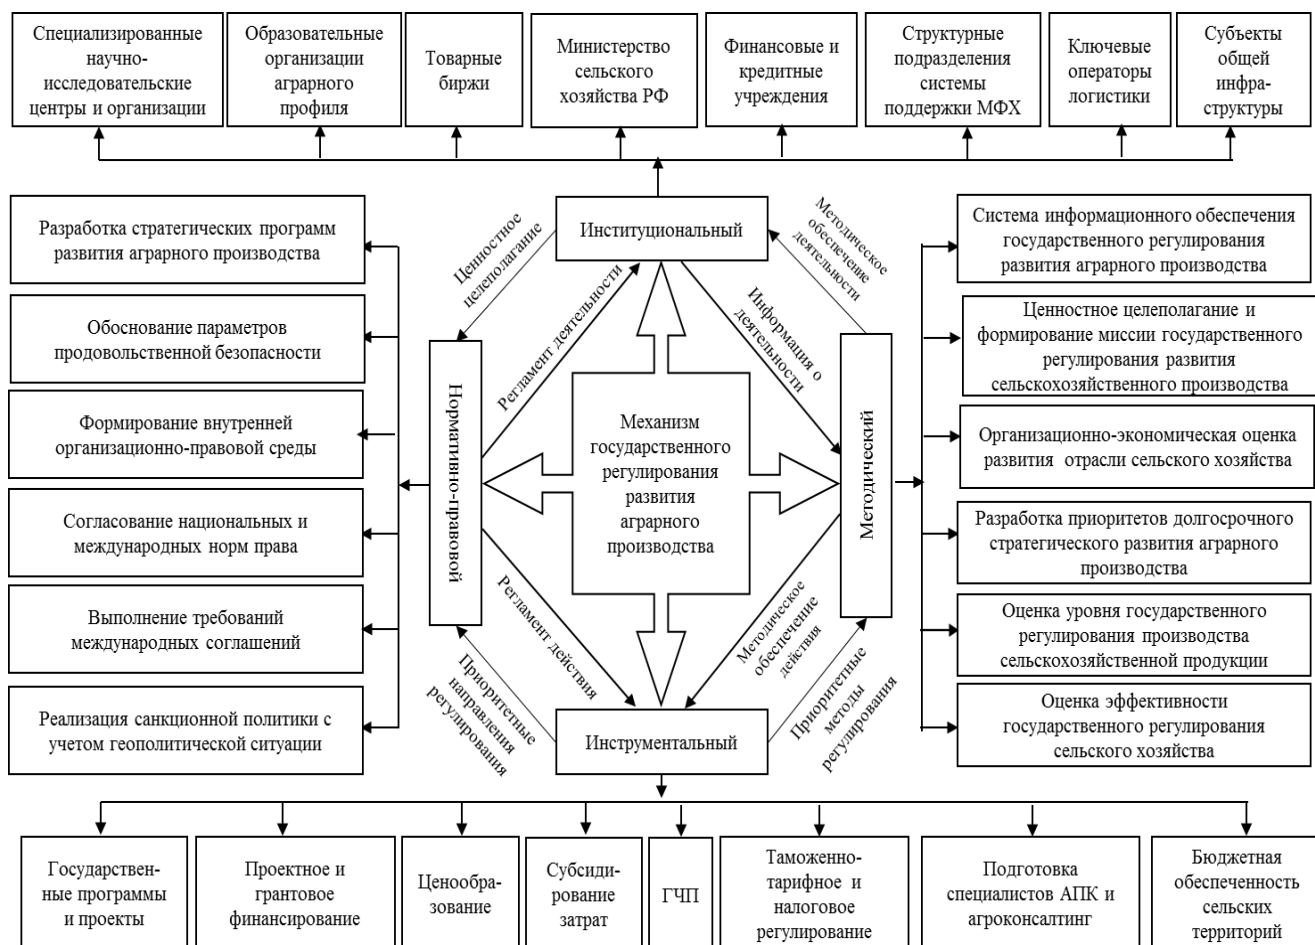 Специализированные
научно-
исследовательские
центры и организации
Образовательные
организации
аграрного
профиля
Товарные
биржи
Министерство
сельского
хозяйства РФ
Финансовые и
кредитные
учреждения
Структурные
подразделения
системы
поддержки МФХ
Ключевые
операторы
логистики
Субъекты
общей
инфра-
структуры
Разработка стратегических программ
развития аграрного производства
Обоснование параметров
продовольственной безопасности
Формирование внутренней
организационно-правовой среды
Согласование национальных и
международных норм права
Выполнение требований
международных соглашений
Реализация санкционной политики с
учетом геополитической ситуации
Институциональный
Ценностное
целеполагание
Регламент деятельности
Методическое
обеспечение
деятельности
Информация о
деятельности
Нормативно-правовой
Механизм
государственного
регулирования
развития
аграрного
производства
Методический
Регламент действия
Приоритетные
направления
регулирования
Методическое
обеспечение
действия
Приоритетные
методы
регулирования
Инструментальный
Система информационного обеспечения
государственного регулирования
развития аграрного производства
Ценностное целеполагание и
формирование миссии государственного
регулирования развития
сельскохозяйственного производства
Организационно-экономическая оценка
развития отрасли сельского хозяйства
Разработка приоритетов долгосрочного
стратегического развития аграрного
производства
Оценка уровня государственного
регулирования производства
сельскохозяйственной продукции
Оценка эффективности
государственного регулирования
сельского хозяйства
Государствен-
ные программы
и проекты
Проектное и
грантовое
финансирование
Ценообра-
зование
Субсиди-
рование
затрат
ГЧП
Таможенно-
тарифное и
налоговое
регулирование
Подготовка
специалистов АПК и
агроконсалтинг
Бюджетная
обеспеченность
сельских
территорий